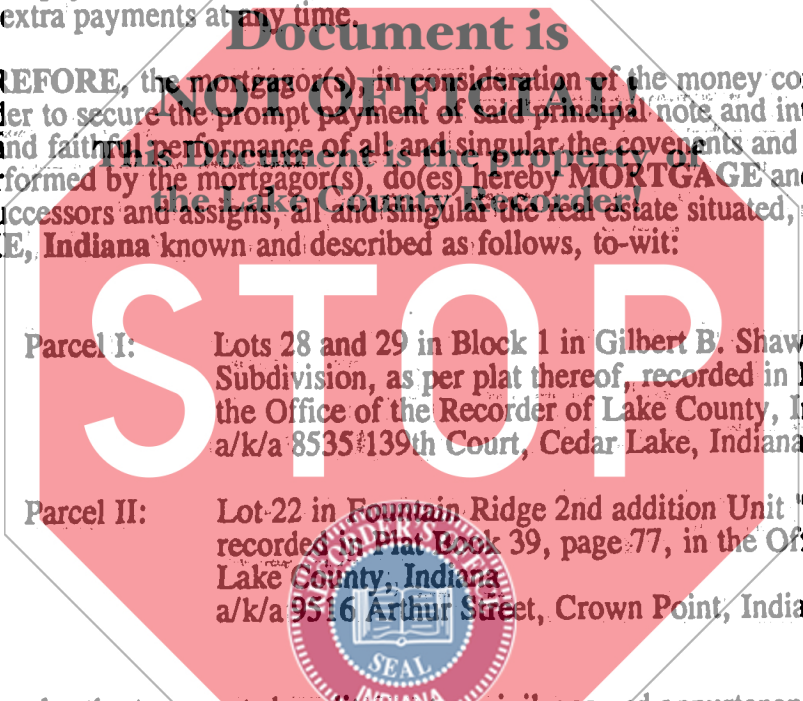 extra payments at any time.
Document is
REFORE, the mortgagor(s), in consideration of the money co
NOT OFFICIAL!
der to secure the prompt payment of said principal note and in
and faithful performance of all and singular the covenants and
This Document is the property of
formed by the mortgagor(s), do(es) hereby MORTGAGE an
the Lake County Recorder!
uccessors and assigns, all and singular the real estate situated,
E, Indiana known and described as follows, to-wit:
STOP
Parcel I: Lots 28 and 29 in Block 1 in Gilbert B. Shaw
Subdivision, as per plat thereof, recorded in
the Office of the Recorder of Lake County, I
a/k/a 8535 139th Court, Cedar Lake, Indiana
Parcel II: Lot 22 in Fountain Ridge 2nd addition Unit "
recorded in Plat Book 39, page 77, in the Of
Lake County, Indiana
a/k/a 9516 Arthur Street, Crown Point, India
SEAL
INDIANA